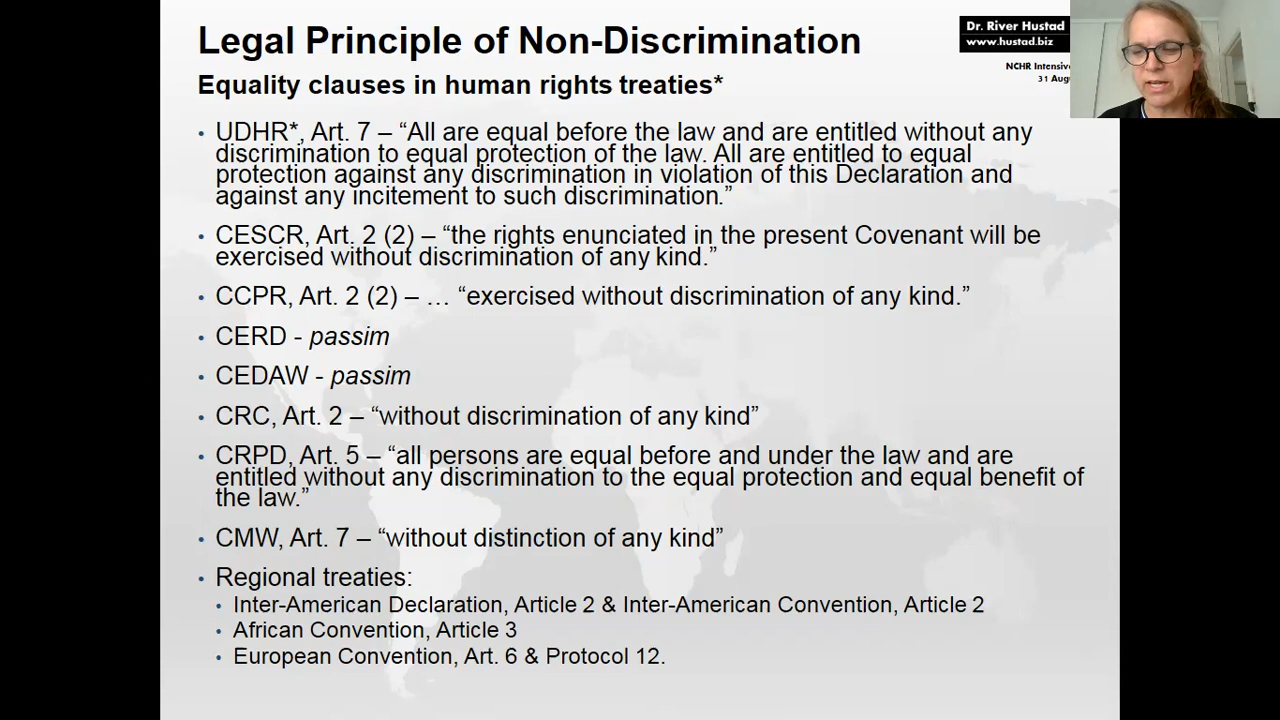 Legal Principle of Non-Discrimination
Dr. River Hustad
www.hustad.biz
Equality clauses in human rights treaties*
NCHR Intensive
31
• UDHR*, Art. 7 – “All are equal before the law and are entitled without any
discrimination to equal protection of the law. All are entitled to equal
protection against any discrimination in violation of this Declaration and
against any incitement to such discrimination.”
• CESCR, Art. 2 (2) – “the rights enunciated in the present Covenant will be
exercised without discrimination of any kind.”
• CCPR, Art. 2 (2) – … “exercised without discrimination of any kind.”
• CERD - passim
• CEDAW - passim
• CRC, Art. 2 – “without discrimination of any kind”
• CRPD, Art. 5 – “all persons are equal before and under the law and are
entitled without any discrimination to the equal protection and equal benefit of
the law.”
• CMW, Art. 7 – “without distinction of any kind”
• Regional treaties:
• Inter-American Declaration, Article 2 & Inter-American Convention, Article 2
• African Convention, Article 3
• European Convention, Art. 6 & Protocol 12.